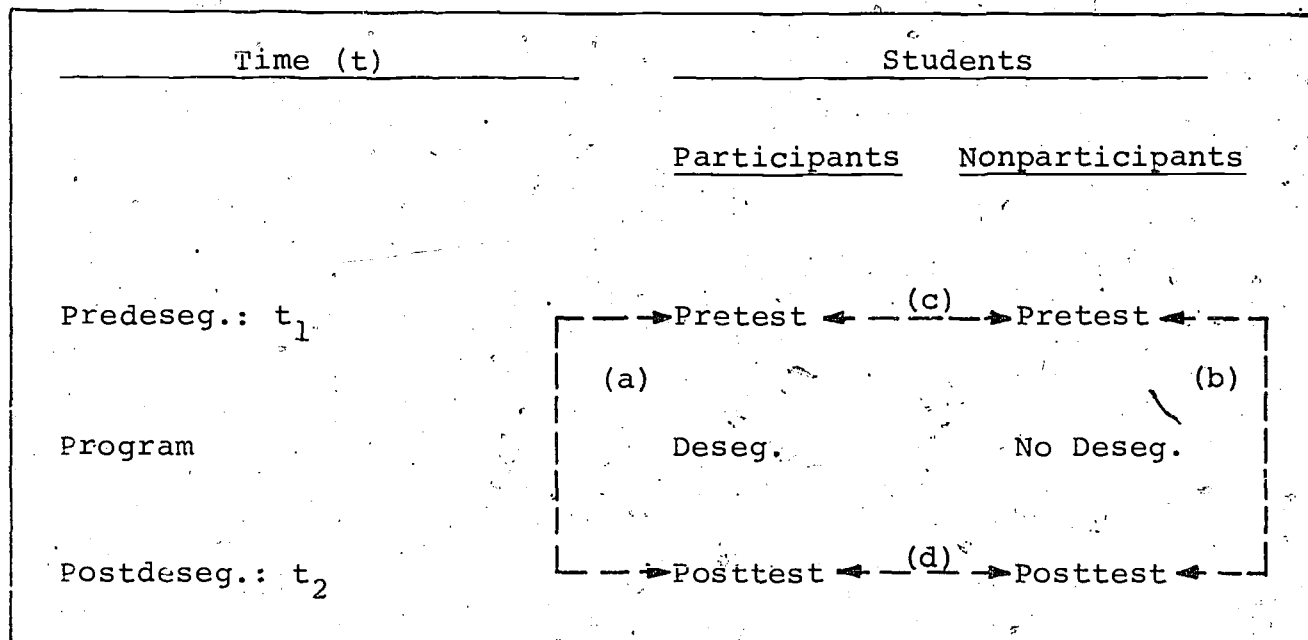 Time (t) Students
Participants Nonparticipants
Predeseg.: t1 Pretest (c) Pretest
(a) (b)
Program Deseg. No Deseg.
Postdeseg.: t2 Posttest (d) Posttest